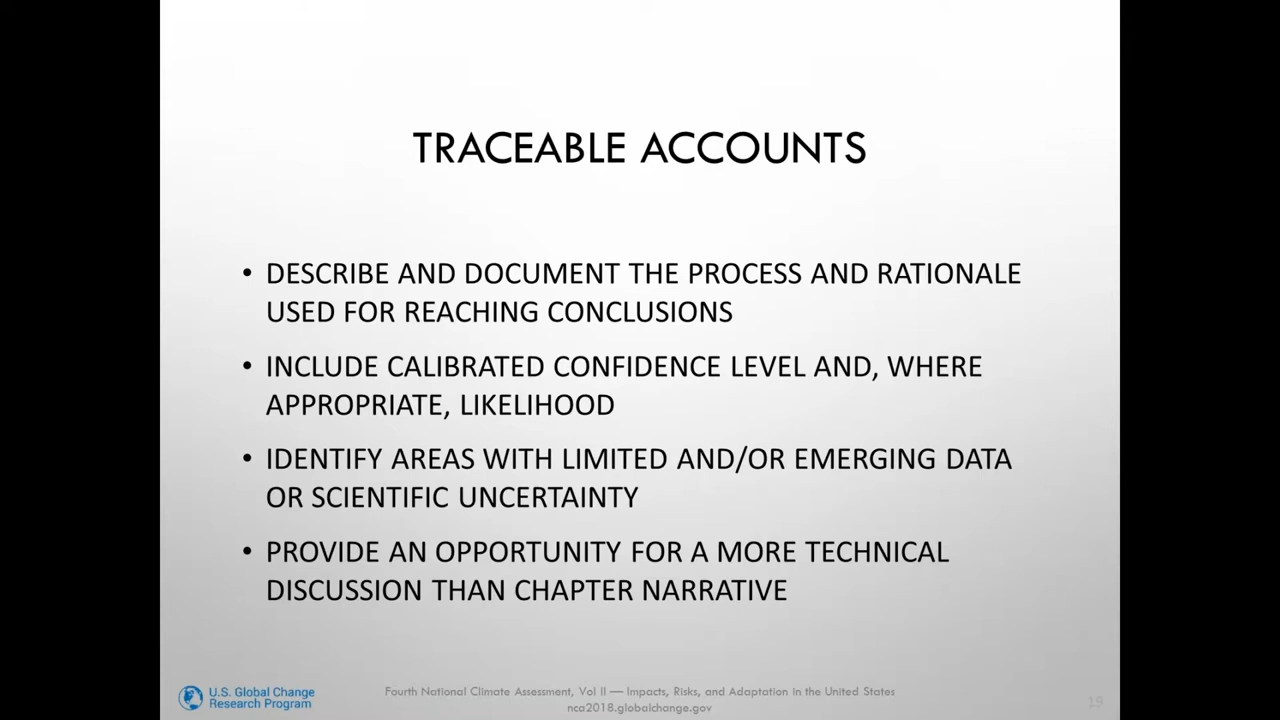 TRACEABLE ACCOUNTS
• DESCRIBE AND DOCUMENT THE PROCESS AND RATIONALE
USED FOR REACHING CONCLUSIONS
• INCLUDE CALIBRATED CONFIDENCE LEVEL AND, WHERE
APPROPRIATE, LIKELIHOOD
• IDENTIFY AREAS WITH LIMITED AND/OR EMERGING DATA
OR SCIENTIFIC UNCERTAINTY
• PROVIDE AN OPPORTUNITY FOR A MORE TECHNICAL
DISCUSSION THAN CHAPTER NARRATIVE
U.S. Global Change
Research Program
Fourth National Climate Assessment, Vol II — Impacts, Risks, and Adaptation in the United States
nca2018.globalchange.gov
19